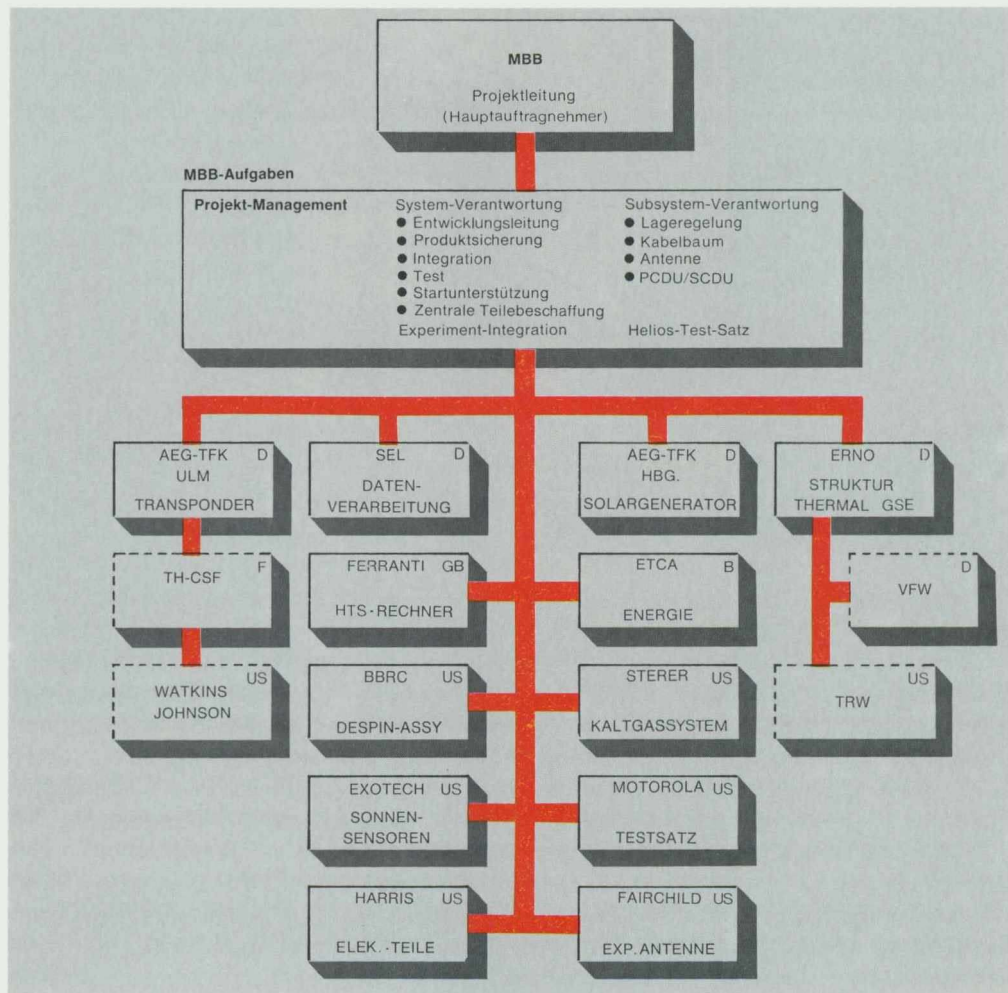 MBB
Projektleitung
(Hauptauftragnehmer)
MBB-Aufgaben
Projekt-Management
System-Verantwortung
● Entwicklungsleitung
● Produktsicherung
● Integration
● Test
● Startunterstützung
● Zentrale Teilebeschaffung
Experiment-Integration
Subsystem-Verantwortung
● Lageregelung
● Kabelbaum
● Antenne
● PCDU/SCDU
Helios-Test-Satz
AEG-TFK D
ULM
TRANSPONDER
SEL D
DATEN-
VERARBEITUNG
AEG-TFK D
HBG.
SOLARGENERATOR
ERNO D
STRUKTUR
THERMAL GSE
F
TH-CSF
FERRANTI GB
HTS-RECHNER
ETCA B
ENERGIE
D
VFW
US
WATKINS
JOHNSON
BBRC US
DESPIN-ASSY
STERER US
KALTGASSYSTEM
US
TRW
EXOTECH US
SONNEN-
SENSOREN
MOTOROLA US
TESTSATZ
HARRIS US
ELEK.-TEILE
FAIRCHILD US
EXP. ANTENNE